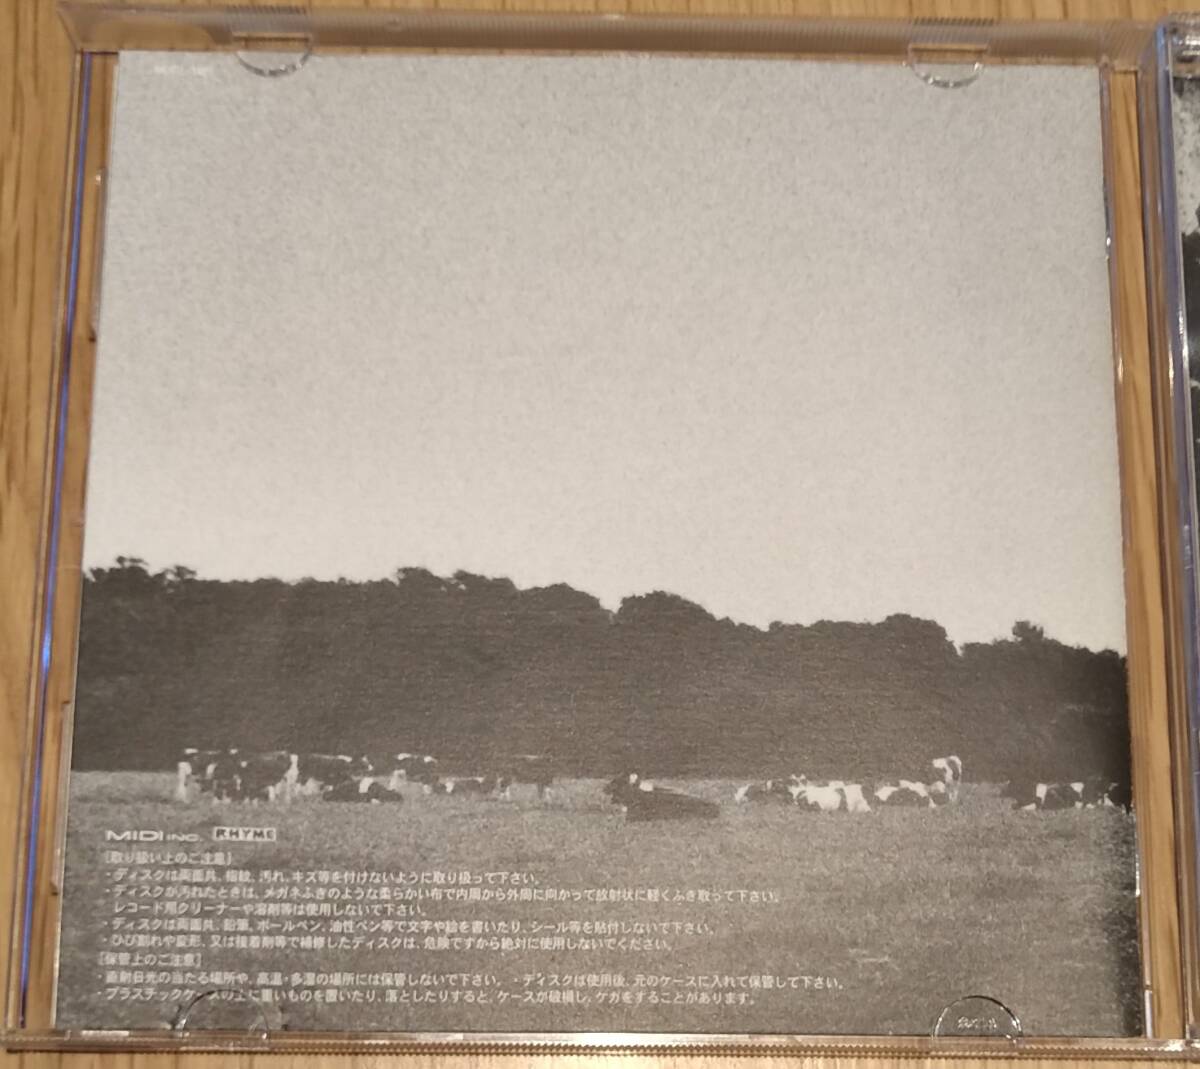 MIDI INC. RHYME
[取り扱い上のご注意]
・ディスクは両面共、指紋、汚れ、キズ等を付けないように取り扱って下さい。
・ディスクが汚れたときは、メガネふきのような柔らかい布で内周から外周に向かって放射状に軽くふき取って下さい。
レコード用クリーナーや溶剤等は使用しないで下さい。
・ディスクは両面共、鉛筆、ボールペン、油性ペン等で文字や絵を書いたり、シール等を貼付しないで下さい。
・ひび割れや変形、又は接着剤等で補修したディスクは、危険ですから絶対に使用しないでください。
[保管上のご注意]
・直射日光の当たる場所や、高温・多湿の場所には保管しないで下さい。・ディスクは使用後、元のケースに入れて保管して下さい。
・プラスチックケースの上に重いものを置いたり、落としたりすると、ケースが破損し、ケガをすることがあります。